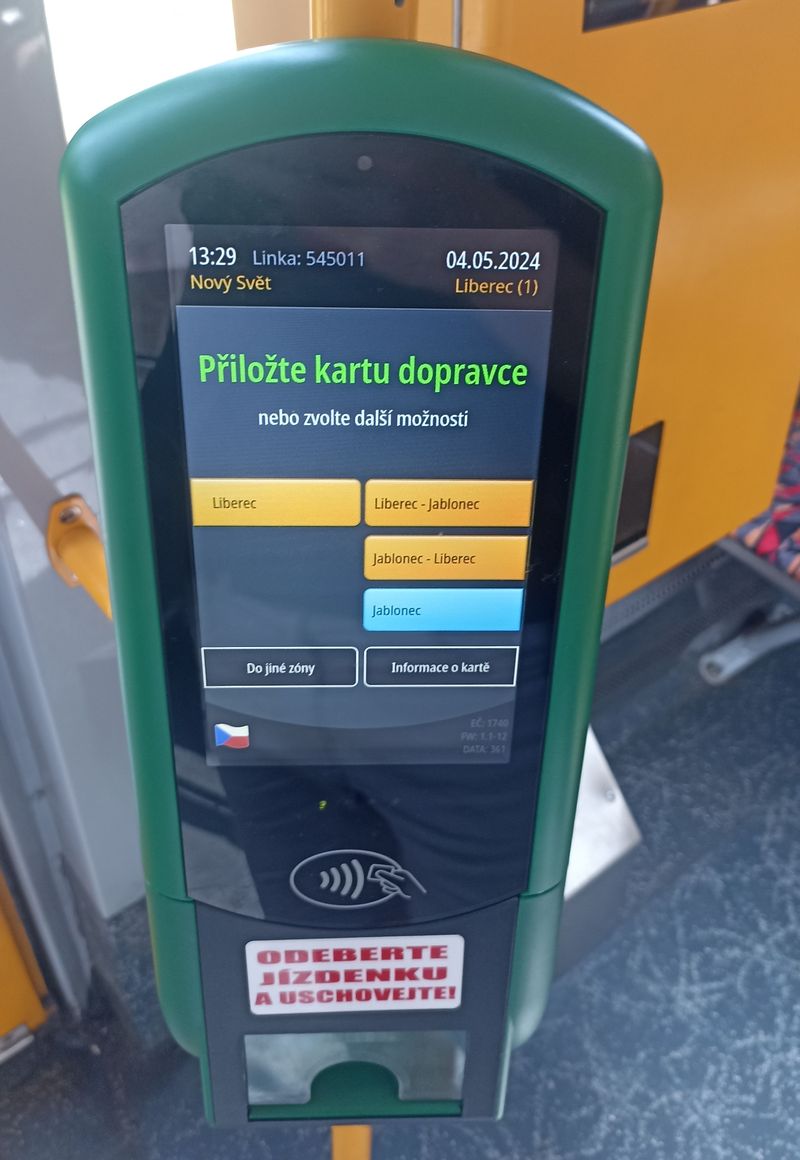 13:29 Linka: 545011 04.05.2024
Nový Svět Liberec (1)
Přiložte kartu dopravce
nebo zvolte další možnosti
Liberec
Liberec - Jablonec
Jablonec - Liberec
Jablonec
Do jiné zóny
Informace o kartě
EČ: 1740
FW: 1.1-12
DATA: 361
?
ODEBERTE
JÍZDENKU
A USCHOVEJTE!